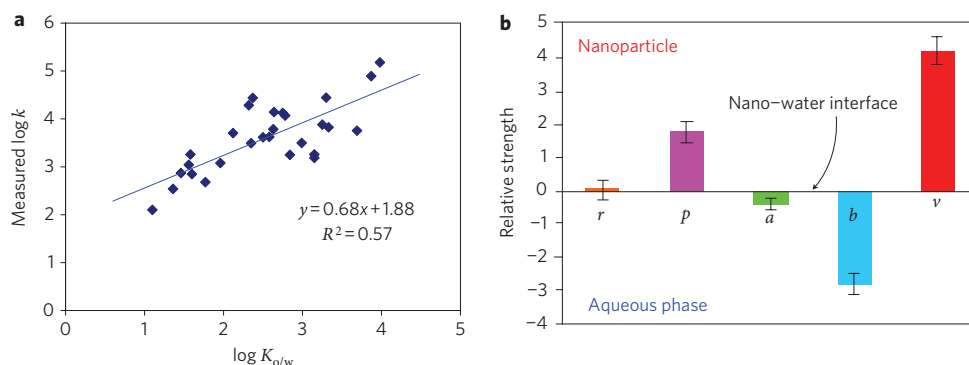 a
6
5
4
3
2
1
0
0 1 2 3 4 5
Measured log k
log K_{o/w}
y = 0.68x + 1.88
R² = 0.57
b
5
4
3
2
1
0
−1
−2
−3
−4
Relative strength
Nanoparticle
Nano–water interface
r p a b v
Aqueous phase